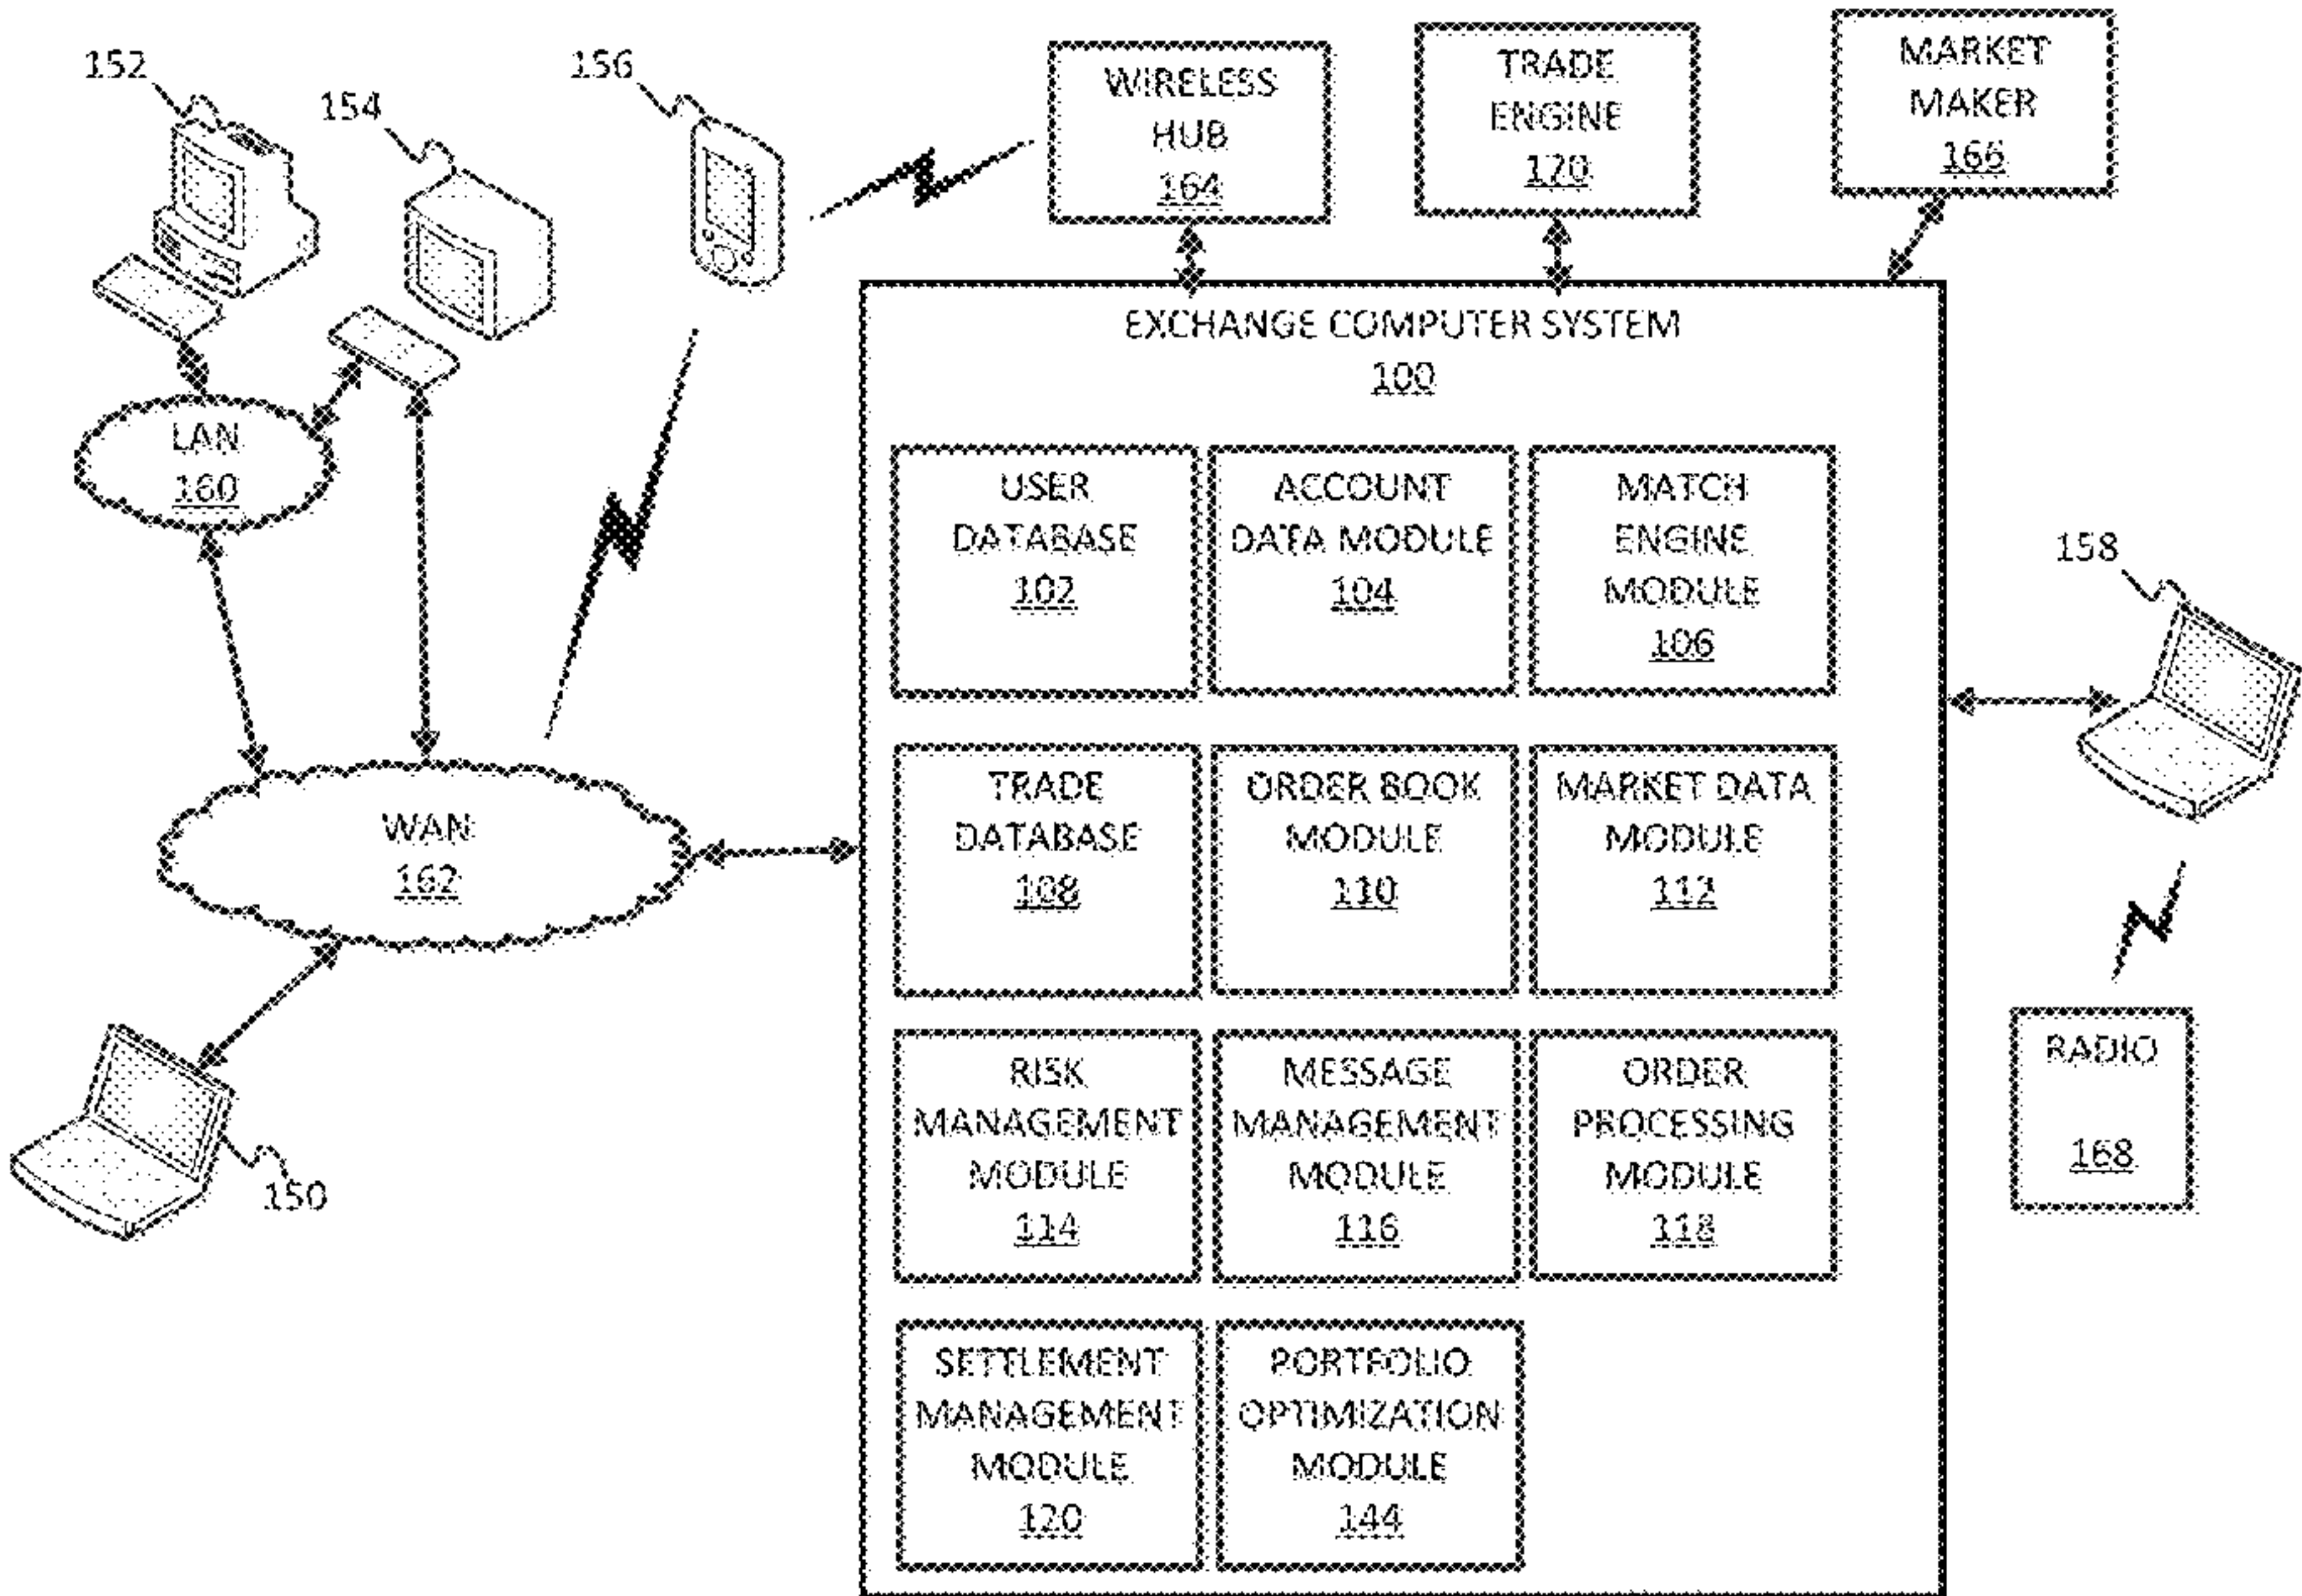 152
154
156
WIRELESS
HUB
164
TRADE
ENGINE
120
MARKET
MAKER
166
LAN
160
EXCHANGE COMPUTER SYSTEM
100
USER
DATABASE
102
ACCOUNT
DATA MODULE
104
MATCH
ENGINE
MODULE
106
158
WAN
162
TRADE
DATABASE
108
ORDER BOOK
MODULE
110
MARKET DATA
MODULE
112
150
RISK
MANAGEMENT
MODULE
114
MESSAGE
MANAGEMENT
MODULE
116
ORDER
PROCESSING
MODULE
118
RADIO
168
SETTLEMENT
MANAGEMENT
MODULE
120
PORTFOLIO
OPTIMIZATION
MODULE
144